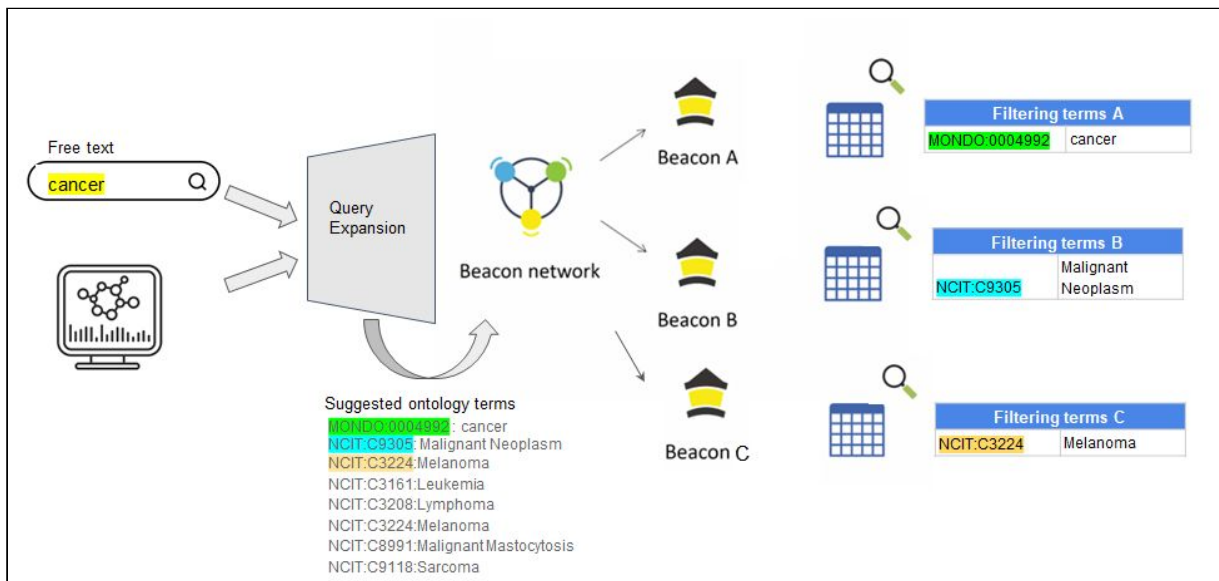 Free text
cancer
Query
Expansion
Beacon network
Suggested ontology terms
MONDO:0004992 : cancer
NCIT:C9305:Malignant Neoplasm
NCIT:C3224:Melanoma
NCIT:C3161:Leukemia
NCIT:C3208:Lymphoma
NCIT:C3224:Melanoma
NCIT:C8991:Malignant Mastocytosis
NCIT:C9118:Sarcoma
Beacon A
Beacon B
Beacon C
Filtering terms A
MONDO:0004992 cancer
Filtering terms B
Malignant
NCIT:C9305 Neoplasm
Filtering terms C
NCIT:C3224 Melanoma